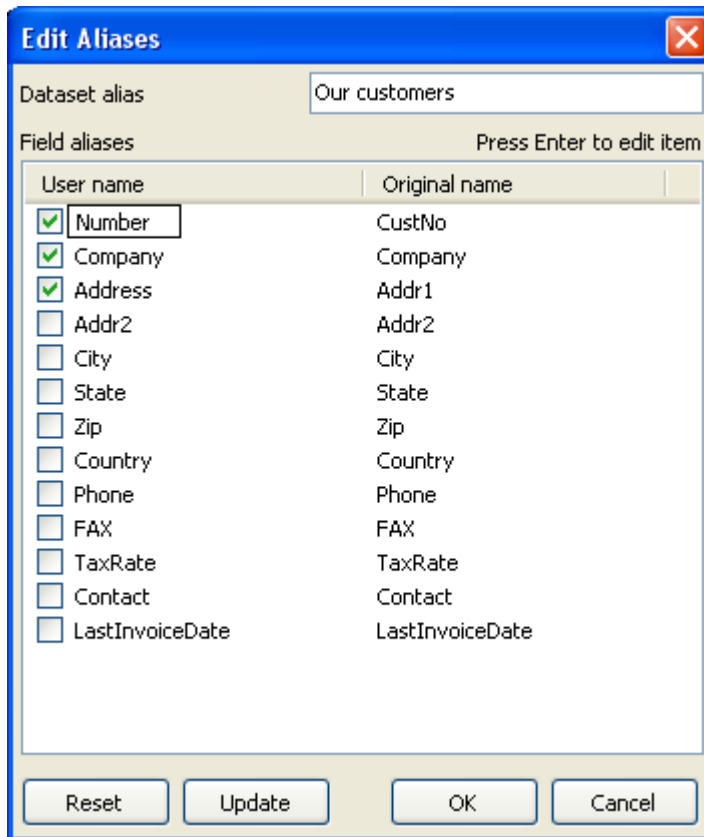 Edit Aliases
Dataset alias Our customers
Field aliases Press Enter to edit item
User name Original name
Number CustNo
Company Company
Address Addr1
Addr2 Addr2
City City
State State
Zip Zip
Country Country
Phone Phone
FAX FAX
TaxRate TaxRate
Contact Contact
LastInvoiceDate LastInvoiceDate
Reset Update OK Cancel